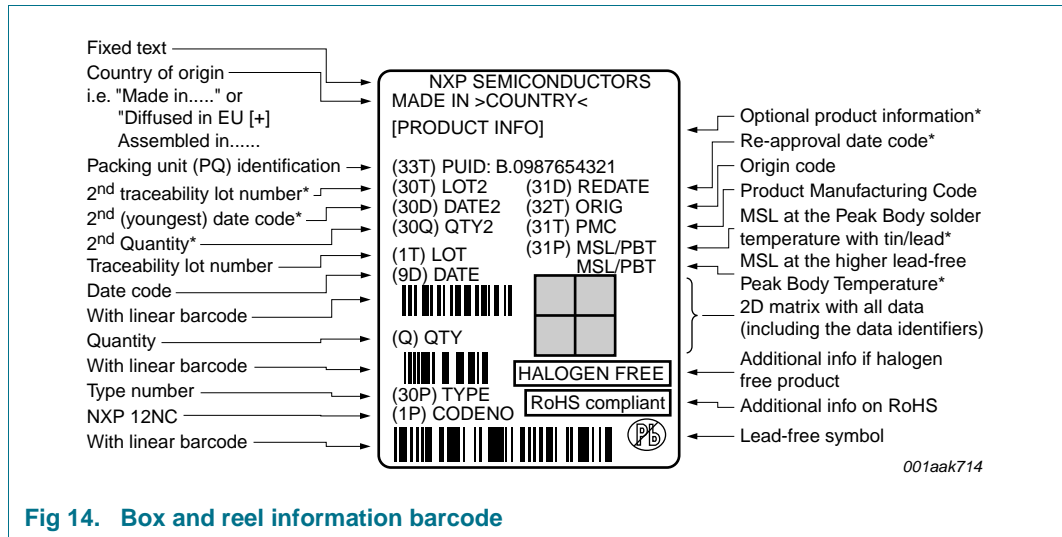 Fixed text
Country of origin
i.e. "Made in....." or
"Diffused in EU [+]
Assembled in......
Packing unit (PQ) identification
2nd traceability lot number*
2nd (youngest) date code*
2nd Quantity*
Traceability lot number
Date code
With linear barcode
Quantity
With linear barcode
Type number
NXP 12NC
With linear barcode
NXP SEMICONDUCTORS
MADE IN >COUNTRY<
[PRODUCT INFO]
(33T) PUID: B.0987654321
(30T) LOT2 (31D) REDATE
(30D) DATE2 (32T) ORIG
(30Q) QTY2 (31T) PMC
(31P) MSL/PBT
(1T) LOT
MSL/PBT
(9D) DATE
(Q) QTY
HALOGEN FREE
(30P) TYPE
RoHS compliant
(1P) CODENO
Pb
Optional product information*
Re-approval date code*
Origin code
Product Manufacturing Code
MSL at the Peak Body solder
temperature with tin/lead*
MSL at the higher lead-free
Peak Body Temperature*
2D matrix with all data
(including the data identifiers)
Additional info if halogen
free product
Additional info on RoHS
Lead-free symbol
001aak714
Fig 14. Box and reel information barcode